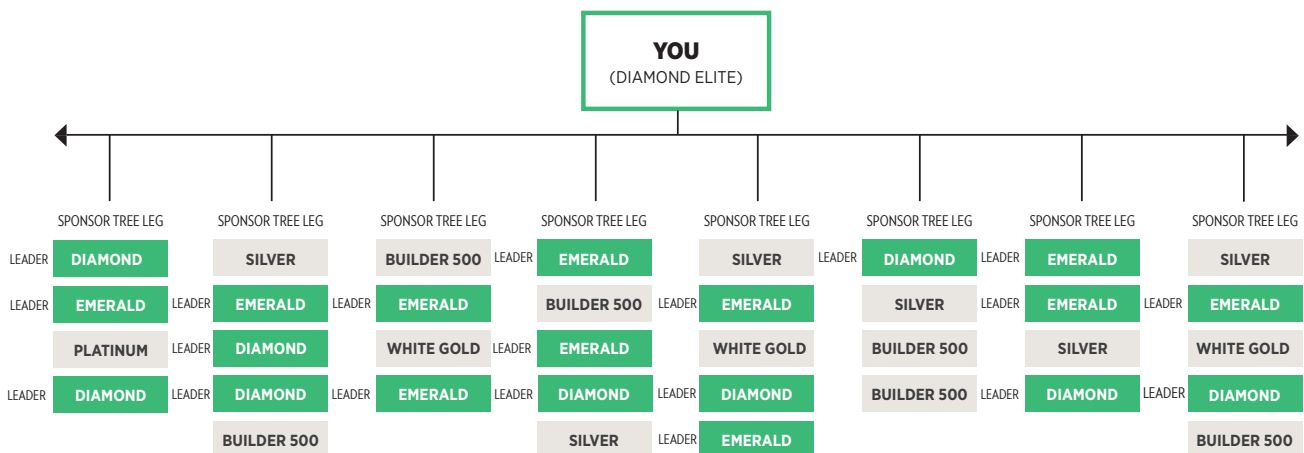 YOU
(DIAMOND ELITE)
SPONSOR TREE LEG SPONSOR TREE LEG SPONSOR TREE LEG SPONSOR TREE LEG SPONSOR TREE LEG SPONSOR TREE LEG SPONSOR TREE LEG SPONSOR TREE LEG
LEADER DIAMOND SILVER BUILDER 500 LEADER EMERALD SILVER LEADER DIAMOND LEADER EMERALD SILVER
LEADER EMERALD LEADER EMERALD LEADER EMERALD BUILDER 500 LEADER EMERALD SILVER LEADER EMERALD LEADER EMERALD
PLATINUM LEADER DIAMOND WHITE GOLD LEADER EMERALD WHITE GOLD BUILDER 500 SILVER WHITE GOLD
LEADER DIAMOND LEADER DIAMOND LEADER EMERALD LEADER DIAMOND LEADER DIAMOND BUILDER 500 LEADER DIAMOND LEADER DIAMOND
BUILDER 500 SILVER LEADER EMERALD BUILDER 500